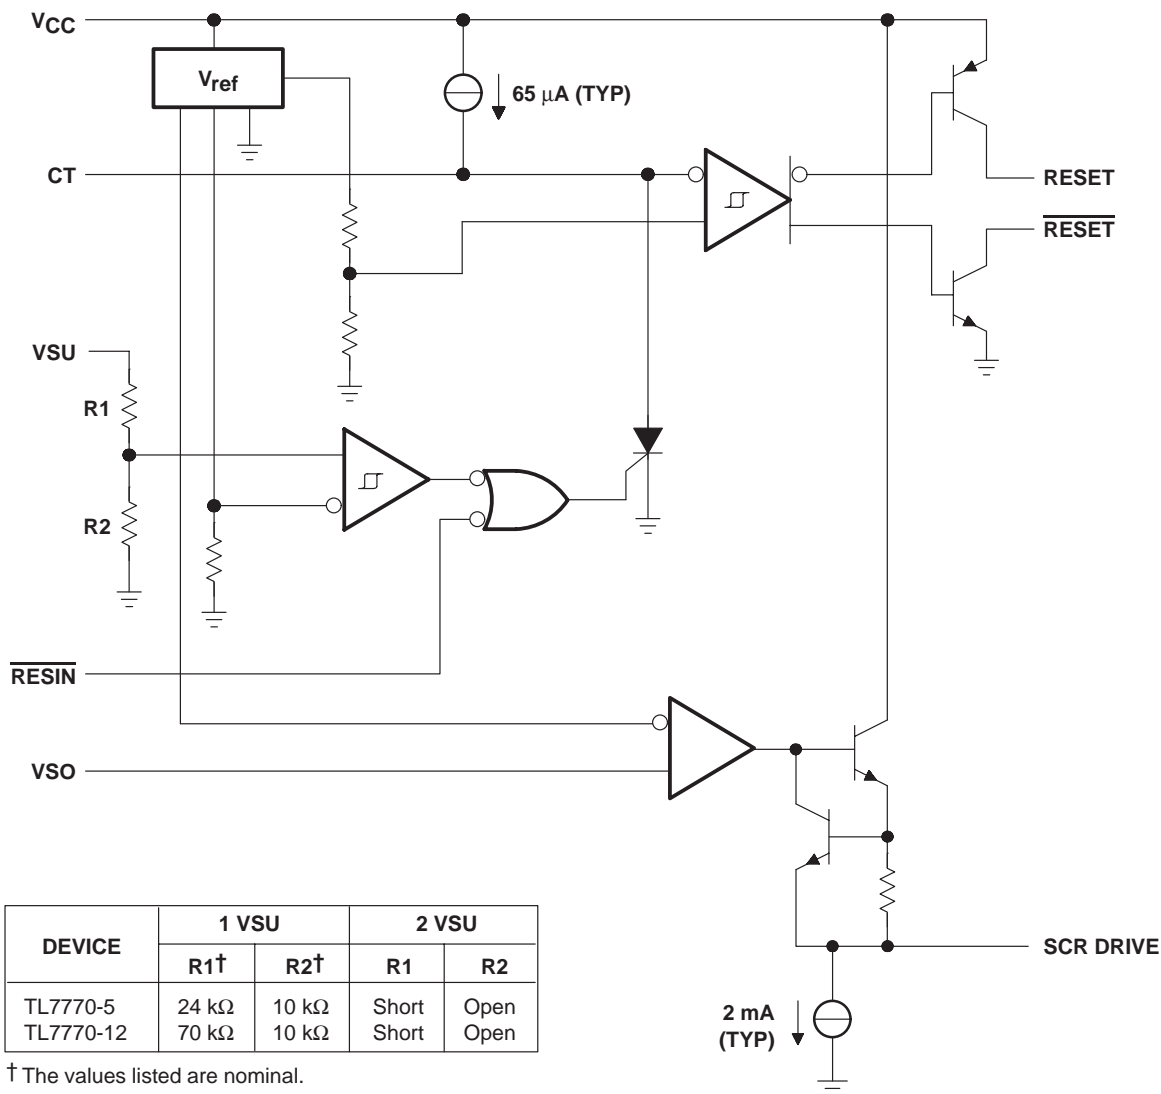 VCC
Vref
65 μA (TYP)
CT
RESET
RESET
VSU
R1
R2
RESIN
VSO
SCR DRIVE
2 mA
(TYP)
DEVICE 1 VSU 2 VSU
R1† R2† R1 R2
TL7770-5 24 kΩ 10 kΩ Short Open
TL7770-12 70 kΩ 10 kΩ Short Open
† The values listed are nominal.